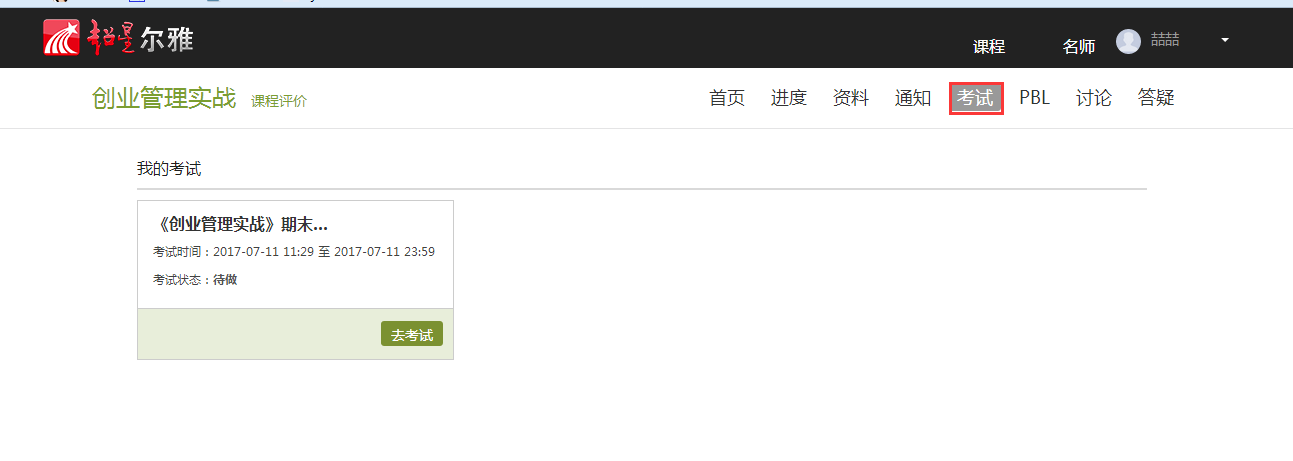 超星尔雅
课程 名师 喆喆
创业管理实战 课程评价 首页 进度 资料 通知 考试 PBL 讨论 答疑
我的考试
《创业管理实战》期末...
考试时间：2017-07-11 11:29 至 2017-07-11 23:59
考试状态：待做
去考试